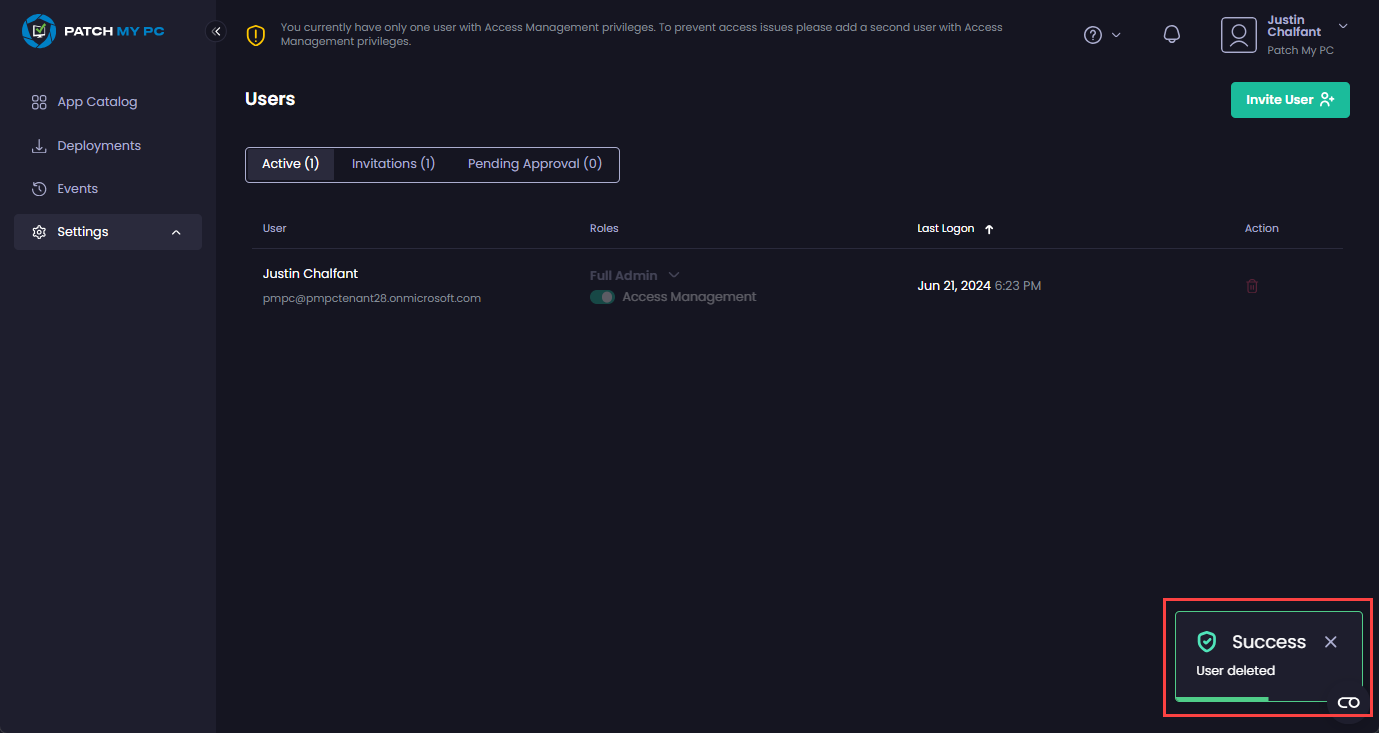 PATCH MY PC
You currently have only one user with Access Management privileges. To prevent access issues please add a second user with Access
Management privileges.
Justin
Chalfant
Patch My PC
App Catalog
Deployments
Events
Settings
Users
Invite User
Active (1)
Invitations (1)
Pending Approval (0)
User
Roles
Last Logon
Action
Justin Chalfant
pmpc@pmpctenant28.onmicrosoft.com
Full Admin
Access Management
Jun 21, 2024 6:23 PM
Success
User deleted